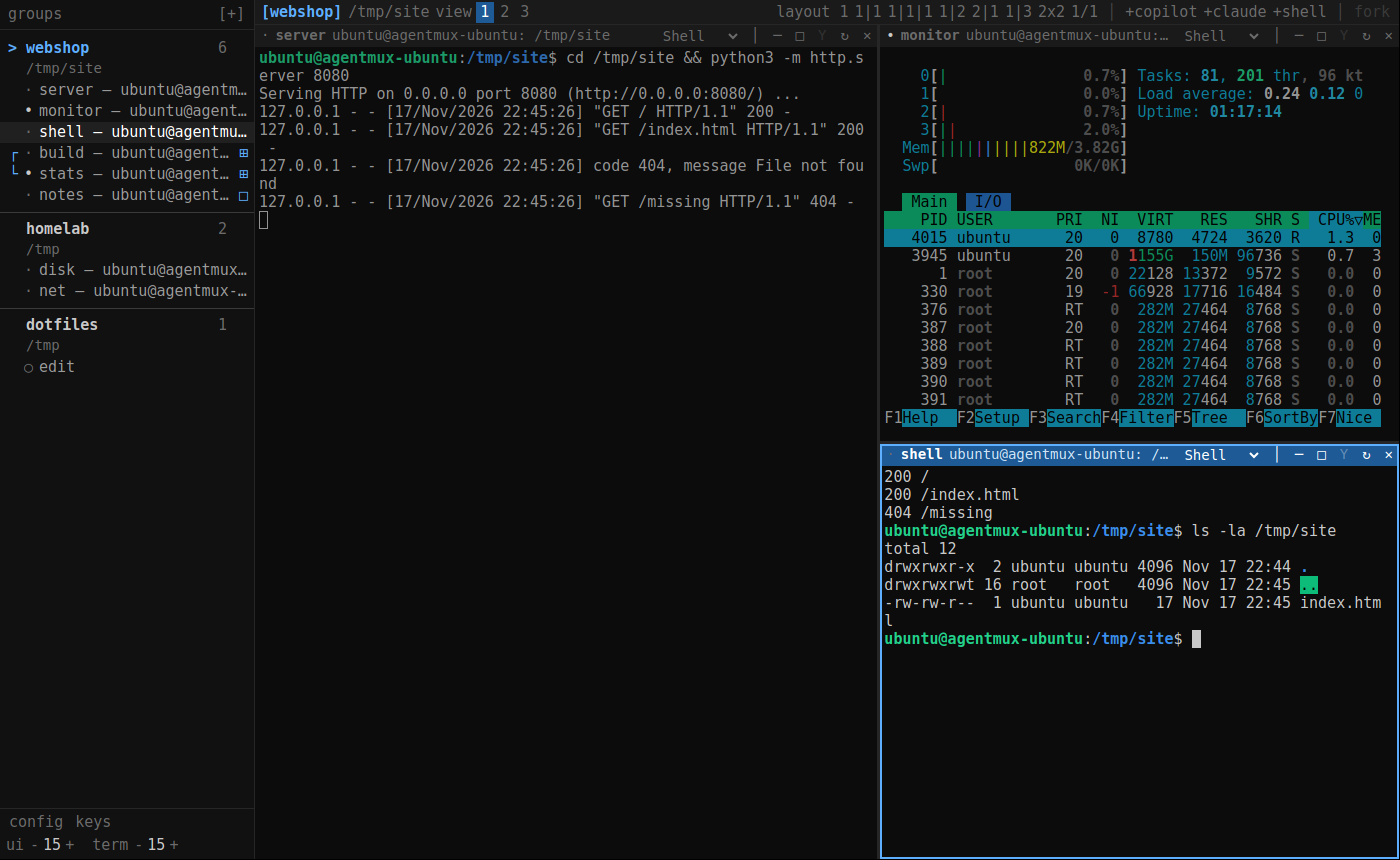 groups [+]
> webshop 6
/tmp/site
· server — ubuntu@agentm…
• monitor — ubuntu@agent…
· shell — ubuntu@agentmu…
· build — ubuntu@agent… ⊞
• stats — ubuntu@agent… ⊞
· notes — ubuntu@agent… □
homelab 2
/tmp
· disk — ubuntu@agentmux…
· net — ubuntu@agentmux-…
dotfiles 1
/tmp
○ edit
config keys
ui - 15 + term - 15 +
[webshop] /tmp/site view 1 2 3 layout 1 1|1 1|1|1 1|2 2|1 1|3 2x2 1/1 | +copilot +claude +shell | fork
· server ubuntu@agentmux-ubuntu: /tmp/site Shell | — □ Y ↻ ×
ubuntu@agentmux-ubuntu:/tmp/site$ cd /tmp/site && python3 -m http.s
erver 8080
Serving HTTP on 0.0.0.0 port 8080 (http://0.0.0.0:8080/) ...
127.0.0.1 - - [17/Nov/2026 22:45:26] "GET / HTTP/1.1" 200 -
127.0.0.1 - - [17/Nov/2026 22:45:26] "GET /index.html HTTP/1.1" 200
-
127.0.0.1 - - [17/Nov/2026 22:45:26] code 404, message File not fou
nd
127.0.0.1 - - [17/Nov/2026 22:45:26] "GET /missing HTTP/1.1" 404 -
• monitor ubuntu@agentmux-ubuntu:… Shell | — □ Y ↻ ×
0[| 0.7%] Tasks: 81, 201 thr, 96 kt
1[ 0.0%] Load average: 0.24 0.12 0
2[| 0.7%] Uptime: 01:17:14
3[|| 2.0%]
Mem[||||||||||822M/3.82G]
Swp[ 0K/0K]
Main I/O
PID USER PRI NI VIRT RES SHR S CPU%▽ME
4015 ubuntu 20 0 8780 4724 3620 R 1.3 0
3945 ubuntu 20 0 1155G 150M 96736 S 0.7 3
1 root 20 0 22128 13372 9572 S 0.0 0
330 root 19 -1 66928 17716 16484 S 0.0 0
376 root RT 0 282M 27464 8768 S 0.0 0
387 root 20 0 282M 27464 8768 S 0.0 0
388 root RT 0 282M 27464 8768 S 0.0 0
389 root RT 0 282M 27464 8768 S 0.0 0
390 root RT 0 282M 27464 8768 S 0.0 0
391 root RT 0 282M 27464 8768 S 0.0 0
F1Help F2Setup F3SearchF4FilterF5Tree F6SortByF7Nice
· shell ubuntu@agentmux-ubuntu: /… Shell | — □ Y ↻ ×
200 /
200 /index.html
404 /missing
ubuntu@agentmux-ubuntu:/tmp/site$ ls -la /tmp/site
total 12
drwxrwxr-x 2 ubuntu ubuntu 4096 Nov 17 22:44 .
drwxrwxrwt 16 root root 4096 Nov 17 22:45 ..
-rw-rw-r-- 1 ubuntu ubuntu 17 Nov 17 22:45 index.htm
l
ubuntu@agentmux-ubuntu:/tmp/site$